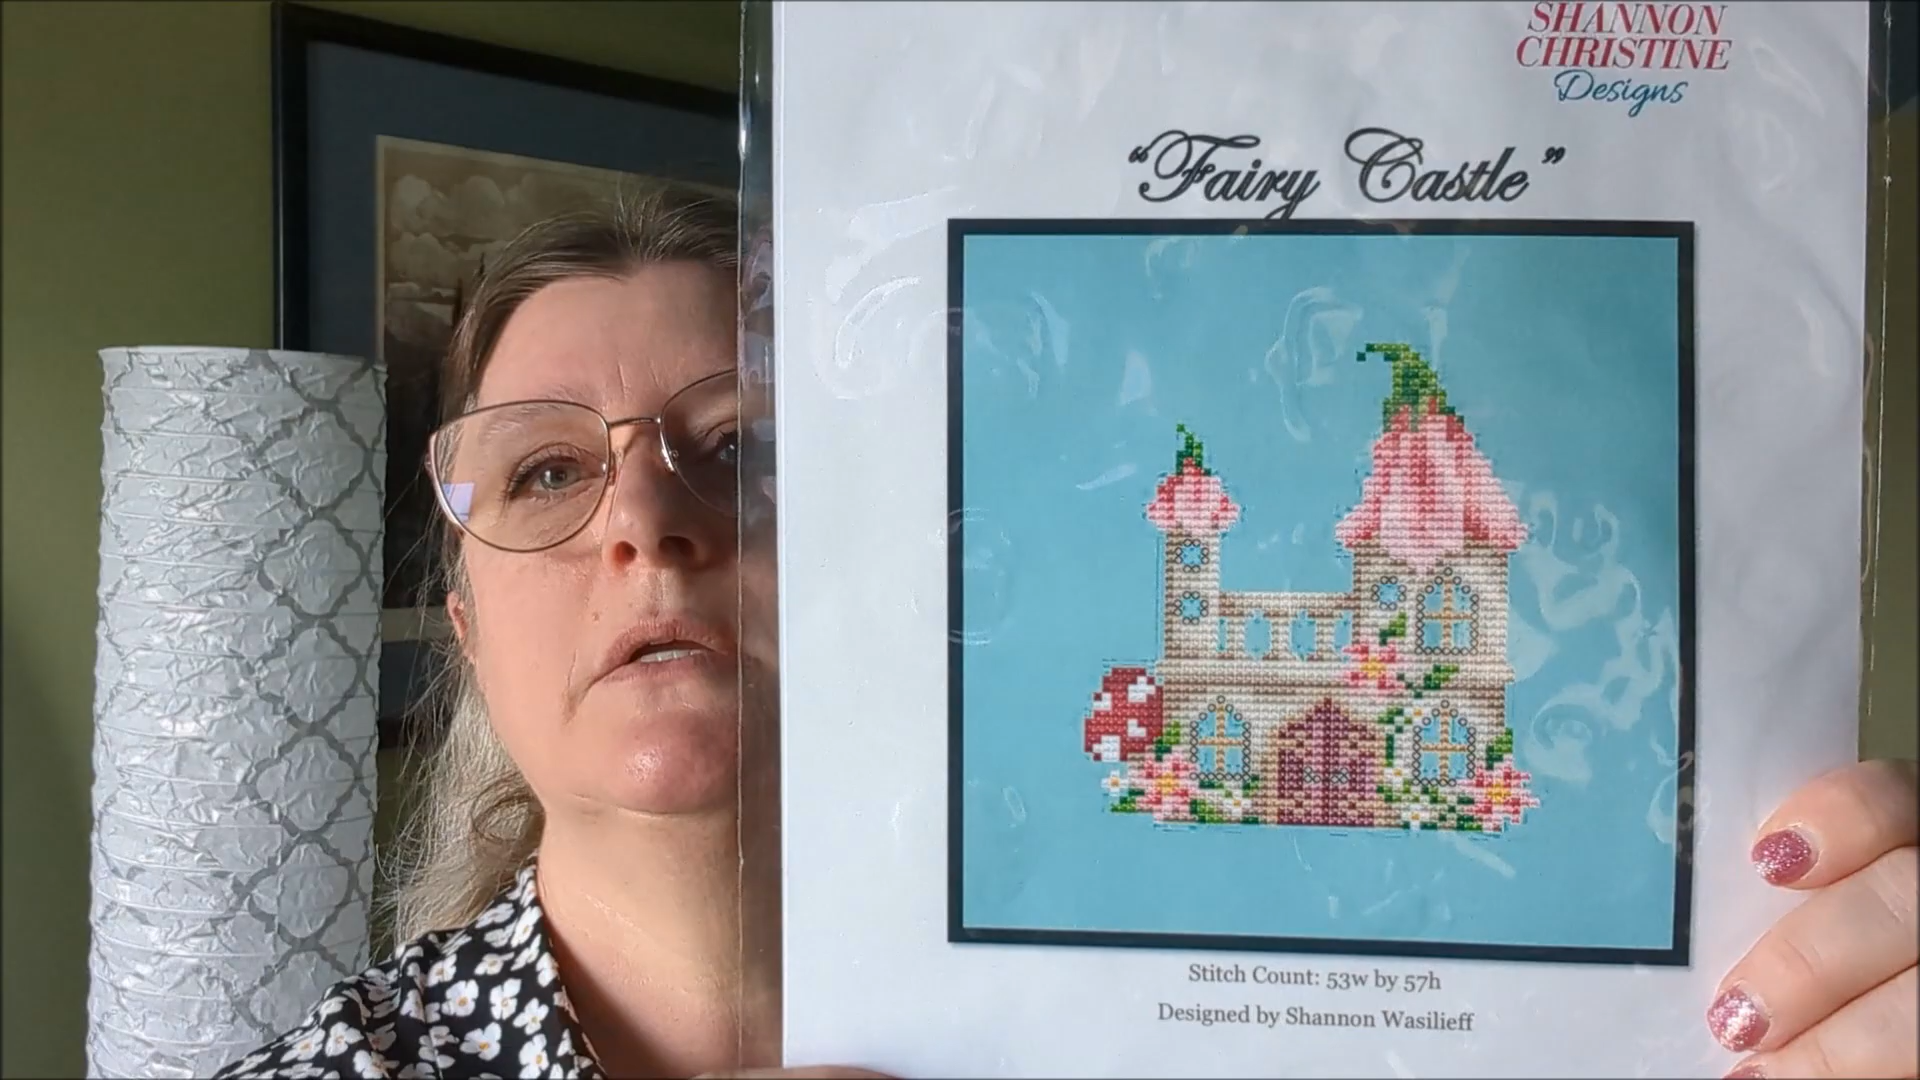 SHANNON
CHRISTINE
Designs
“Fairy Castle”
Stitch Count: 53w by 57h
Designed by Shannon Wasilieff